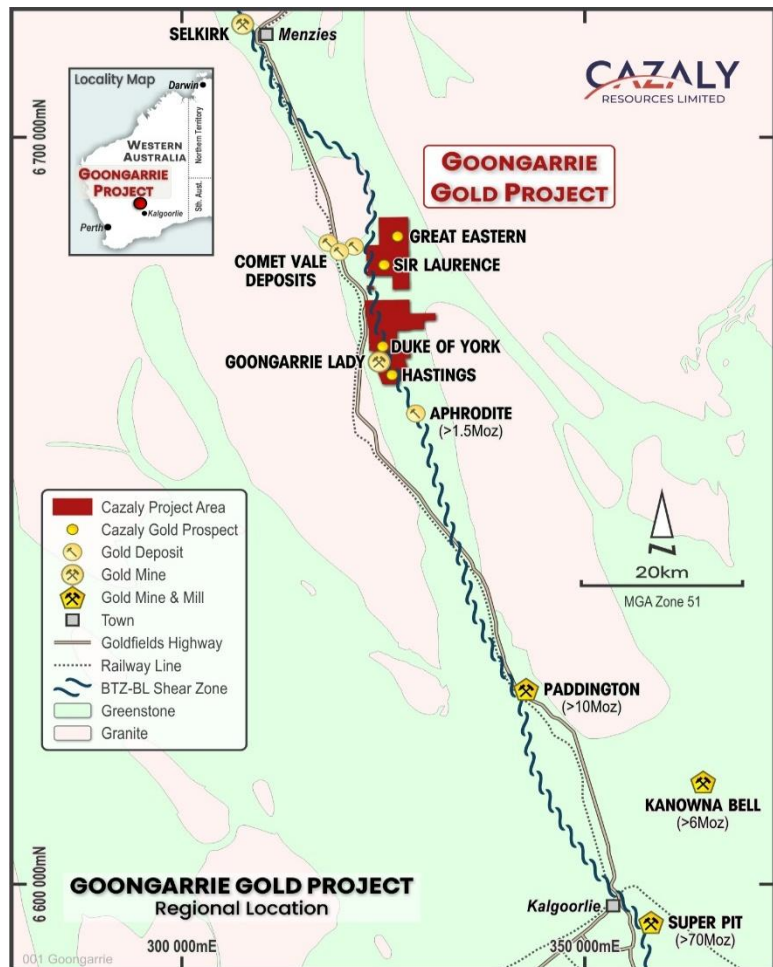 SELKIRK
Menzies
Locality Map
Darwin
WESTERN
AUSTRALIA
Northern Territory
Sth. Aust.
GOONGARRIE
PROJECT
Kalgoorlie
Perth
CAZALY
RESOURCES LIMITED
6 700 000mN
GOONGARRIE
GOLD PROJECT
GREAT EASTERN
COMET VALE
DEPOSITS
SIR LAURENCE
DUKE OF YORK
GOONGARRIE LADY
HASTINGS
APHRODITE
(>1.5Moz)
Cazaly Project Area
Cazaly Gold Prospect
Gold Deposit
Gold Mine
Gold Mine & Mill
Town
Goldfields Highway
Railway Line
BTZ-BL Shear Zone
Greenstone
Granite
N
20km
MGA Zone 51
PADDINGTON
(>10Moz)
KANOWNA BELL
(>6Moz)
6 600 000mN
GOONGARRIE GOLD PROJECT
Regional Location
Kalgoorlie
SUPER PIT
(>70Moz)
001 Goongarrie
300 000mE
350 000mE